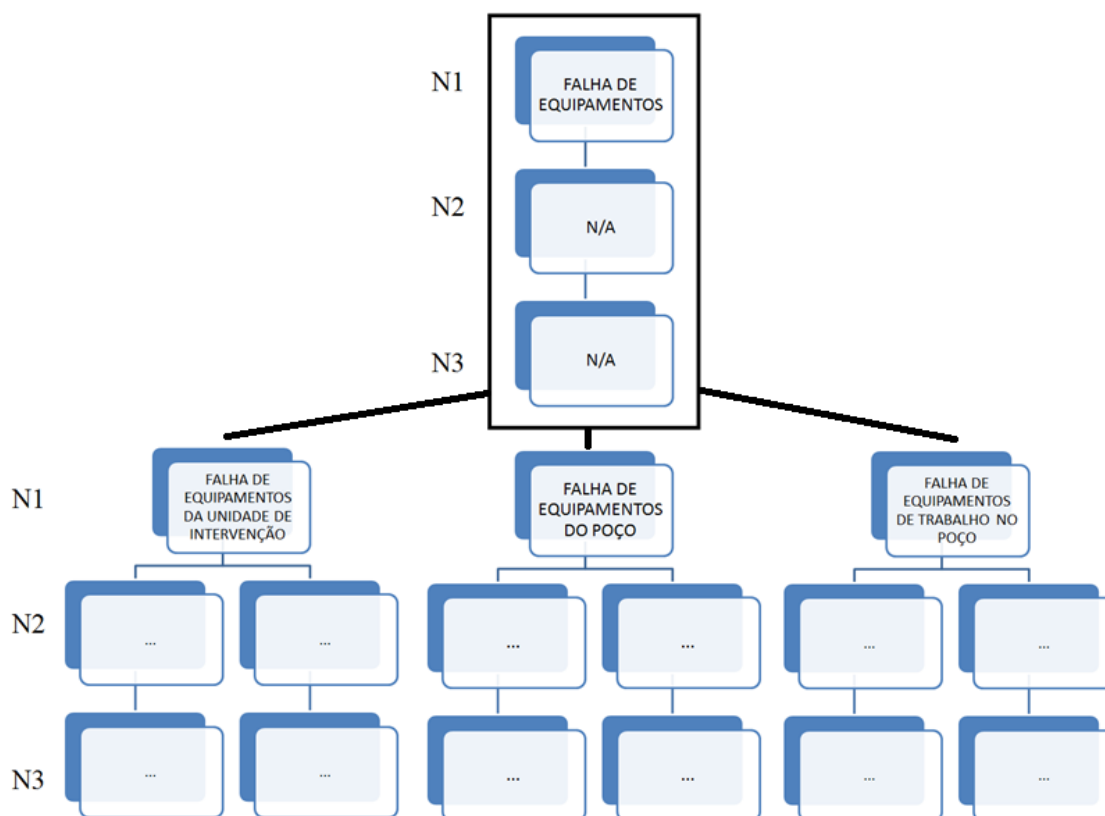 N1
FALHA DE
EQUIPAMENTOS
N2
N/A
N3
N/A
N1
FALHA DE
EQUIPAMENTOS
DA UNIDADE DE
INTERVENÇÃO
FALHA DE
EQUIPAMENTOS
DO POÇO
FALHA DE
EQUIPAMENTOS
DE TRABALHO NO
POÇO
N2
...
...
...
...
...
...
N3
...
...
...
...
...
...